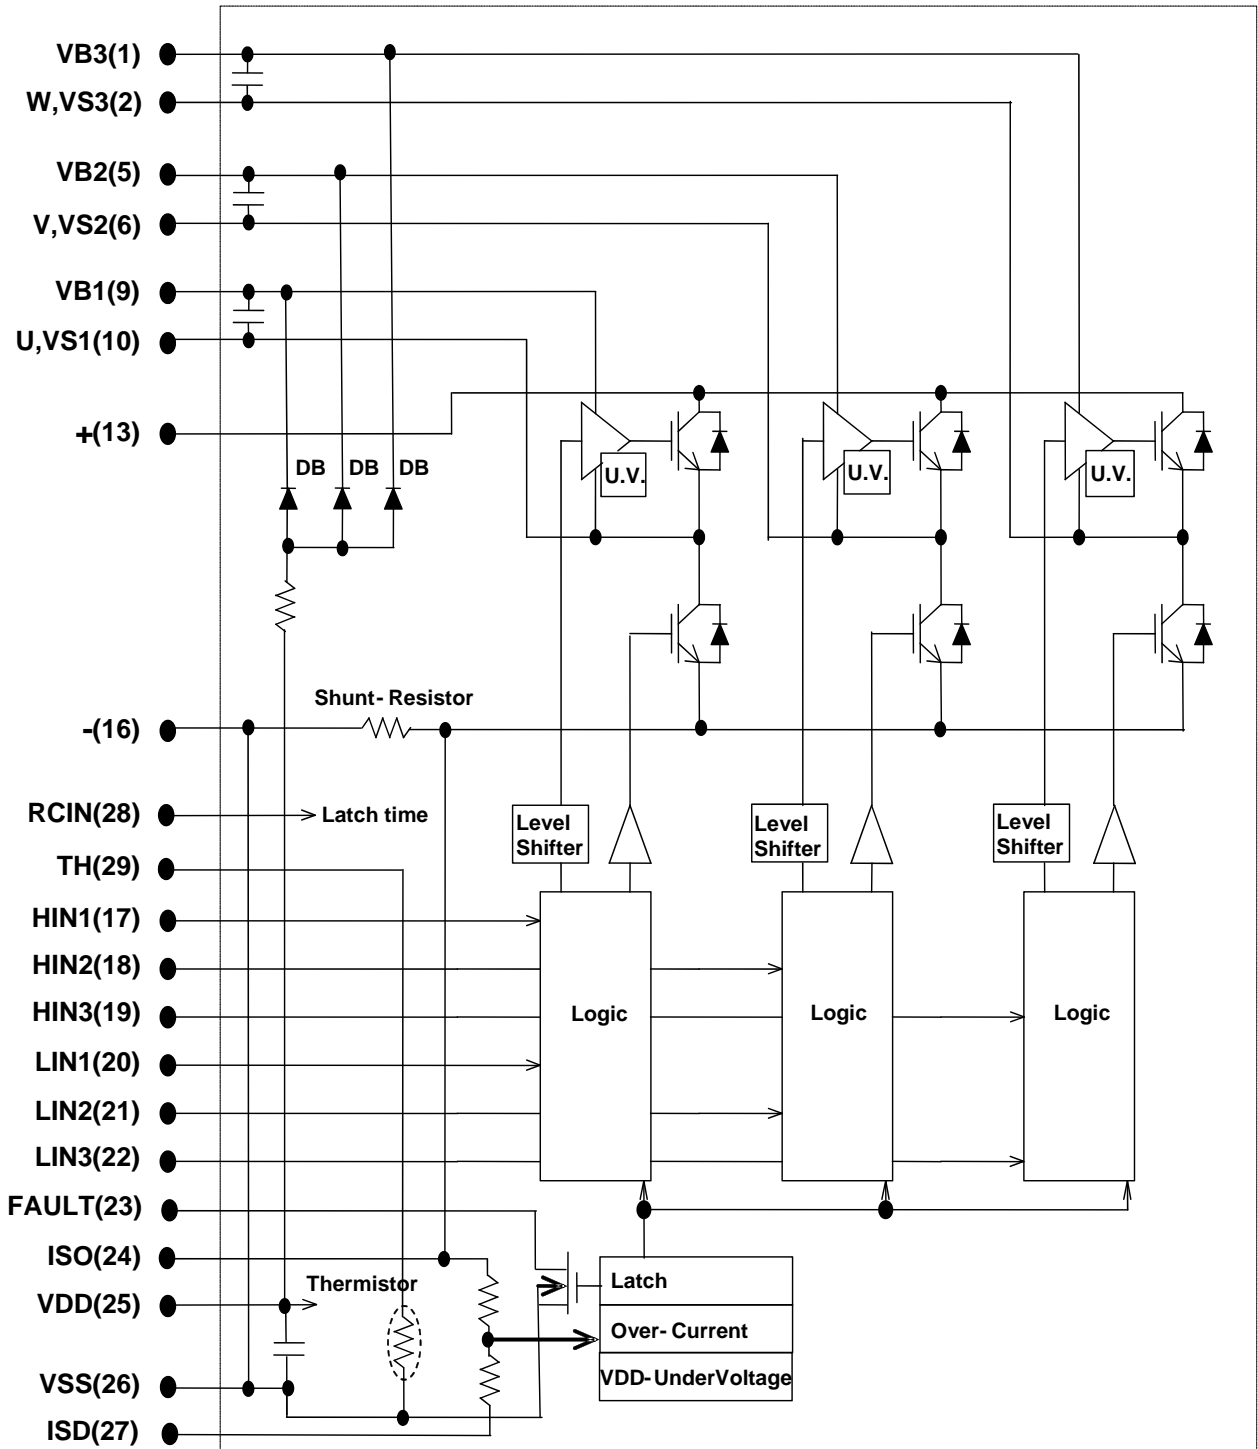 VB3(1)
W,VS3(2)
VB2(5)
V,VS2(6)
VB1(9)
U,VS1(10)
+(13)
DB DB DB
U.V. U.V. U.V.
Shunt- Resistor
-(16)
RCIN(28)
Latch time
Level
Shifter
Level
Shifter
Level
Shifter
TH(29)
HIN1(17)
HIN2(18)
HIN3(19)
Logic Logic Logic
LIN1(20)
LIN2(21)
LIN3(22)
FAULT(23)
ISO(24)
Thermistor
Latch
VDD(25)
Over- Current
VDD- UnderVoltage
VSS(26)
ISD(27)